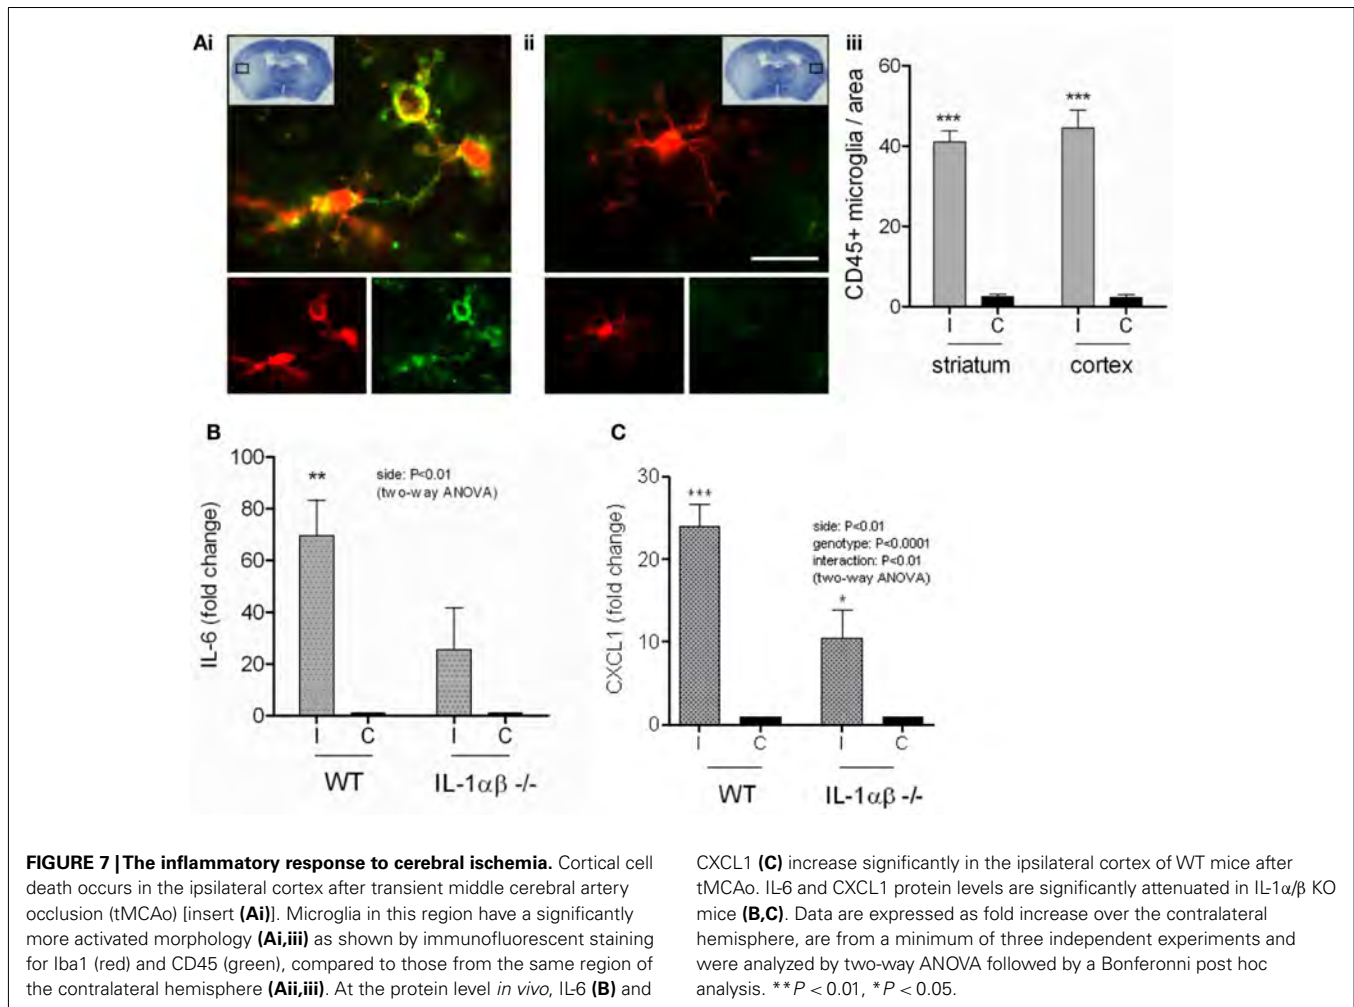 Ai
ii
iii
60
40
20
0
CD45+ microglia / area
***
***
I C I C
striatum cortex
B
100
80
60
40
20
0
IL-6 (fold change)
**
side: P<0.01
(two-way ANOVA)
I C I C
WT IL-1αβ -/-
C
30
20
10
0
CXCL1 (fold change)
***
side: P<0.01
genotype: P<0.0001
interaction: P<0.01
(two-way ANOVA)
*
I C I C
WT IL-1αβ -/-
FIGURE 7 | The inflammatory response to cerebral ischemia. Cortical cell
death occurs in the ipsilateral cortex after transient middle cerebral artery
occlusion (tMCAo) [insert (Ai)]. Microglia in this region have a significantly
more activated morphology (Ai,iii) as shown by immunofluorescent staining
for Iba1 (red) and CD45 (green), compared to those from the same region of
the contralateral hemisphere (Aii,iii). At the protein level in vivo, IL-6 (B) and
CXCL1 (C) increase significantly in the ipsilateral cortex of WT mice after
tMCAo. IL-6 and CXCL1 protein levels are significantly attenuated in IL-1α/β KO
mice (B,C). Data are expressed as fold increase over the contralateral
hemisphere, are from a minimum of three independent experiments and
were analyzed by two-way ANOVA followed by a Bonferonni post hoc
analysis. **P < 0.01, *P < 0.05.